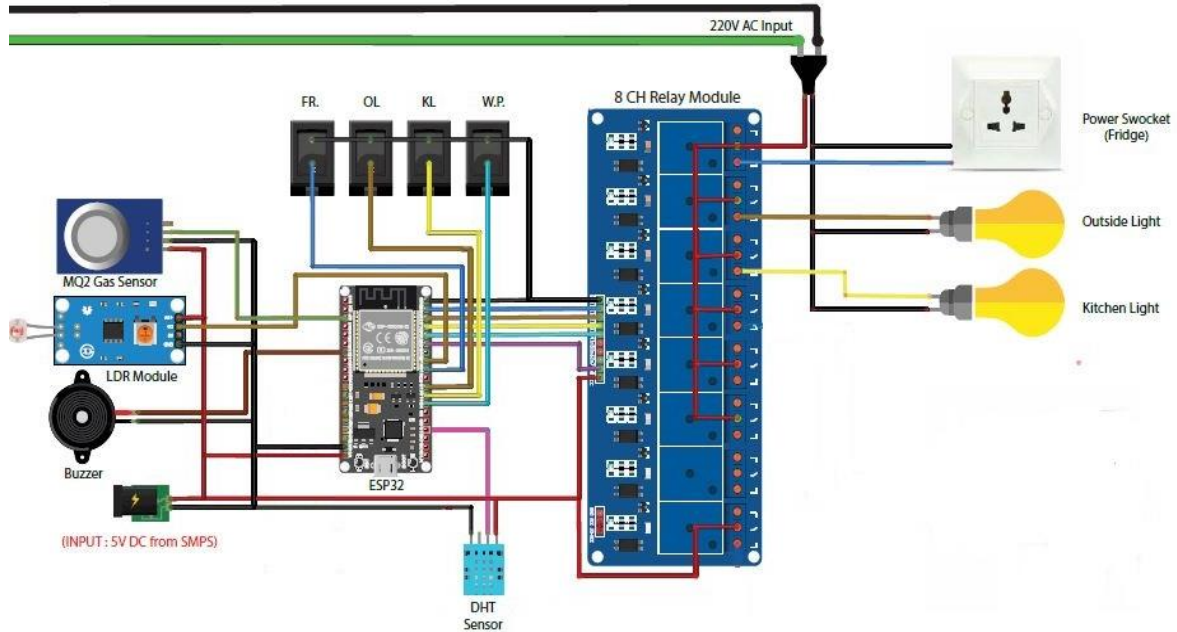 220V AC Input
FR.
OL
KL
W.P.
8 CH Relay Module
Power Swocket
(Fridge)
Outside Light
MQ2 Gas Sensor
Kitchen Light
LDR Module
Buzzer
ESP32
(INPUT : 5V DC from SMPS)
DHT
Sensor